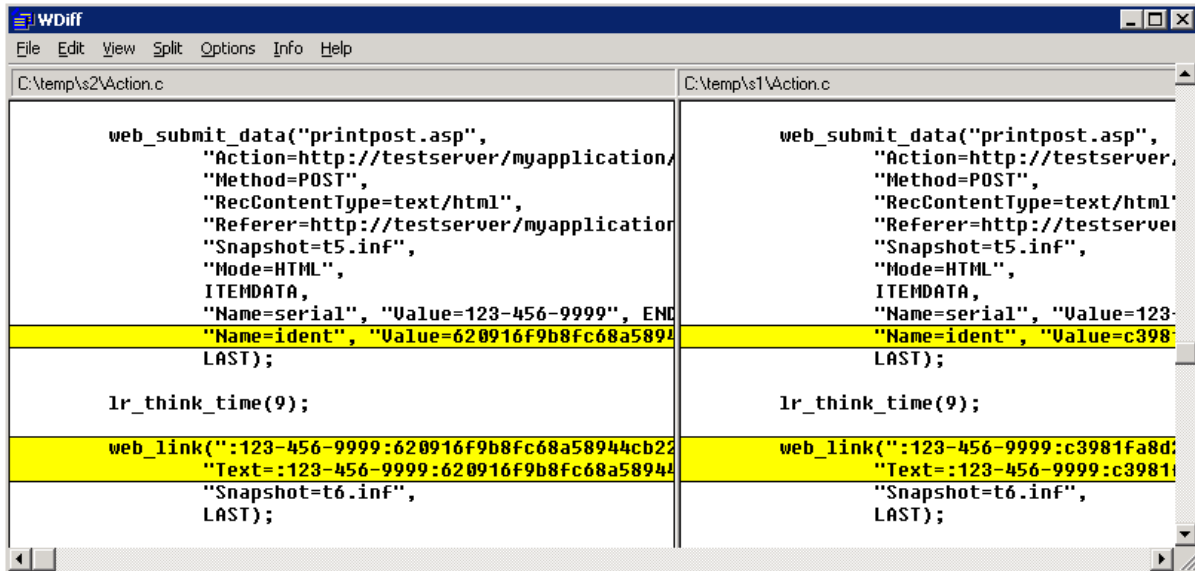 WDiff
File Edit View Split Options Info Help
C:\temp\s2\Action.c
web_submit_data("printpost.asp",
"Action=http://testserver/myapplication/
"Method=POST",
"RecContentType=text/html",
"Referer=http://testserver/myapplication
"Snapshot=t5.inf",
"Mode=HTML",
ITEMDATA,
"Name=serial", "Value=123-456-9999", END
"Name=ident", "Value=620916f9b8fc68a5894
LAST);
lr_think_time(9);
web_link(":123-456-9999:620916f9b8fc68a58944cb22
"Text=:123-456-9999:620916f9b8fc68a58944
"Snapshot=t6.inf",
LAST);
C:\temp\s1\Action.c
web_submit_data("printpost.asp",
"Action=http://testserver/
"Method=POST",
"RecContentType=text/html"
"Referer=http://testserver
"Snapshot=t5.inf",
"Mode=HTML",
ITEMDATA,
"Name=serial", "Value=123-
"Name=ident", "Value=c398
LAST);
lr_think_time(9);
web_link(":123-456-9999:c3981fa8d2
"Text=:123-456-9999:c3981f
"Snapshot=t6.inf",
LAST);